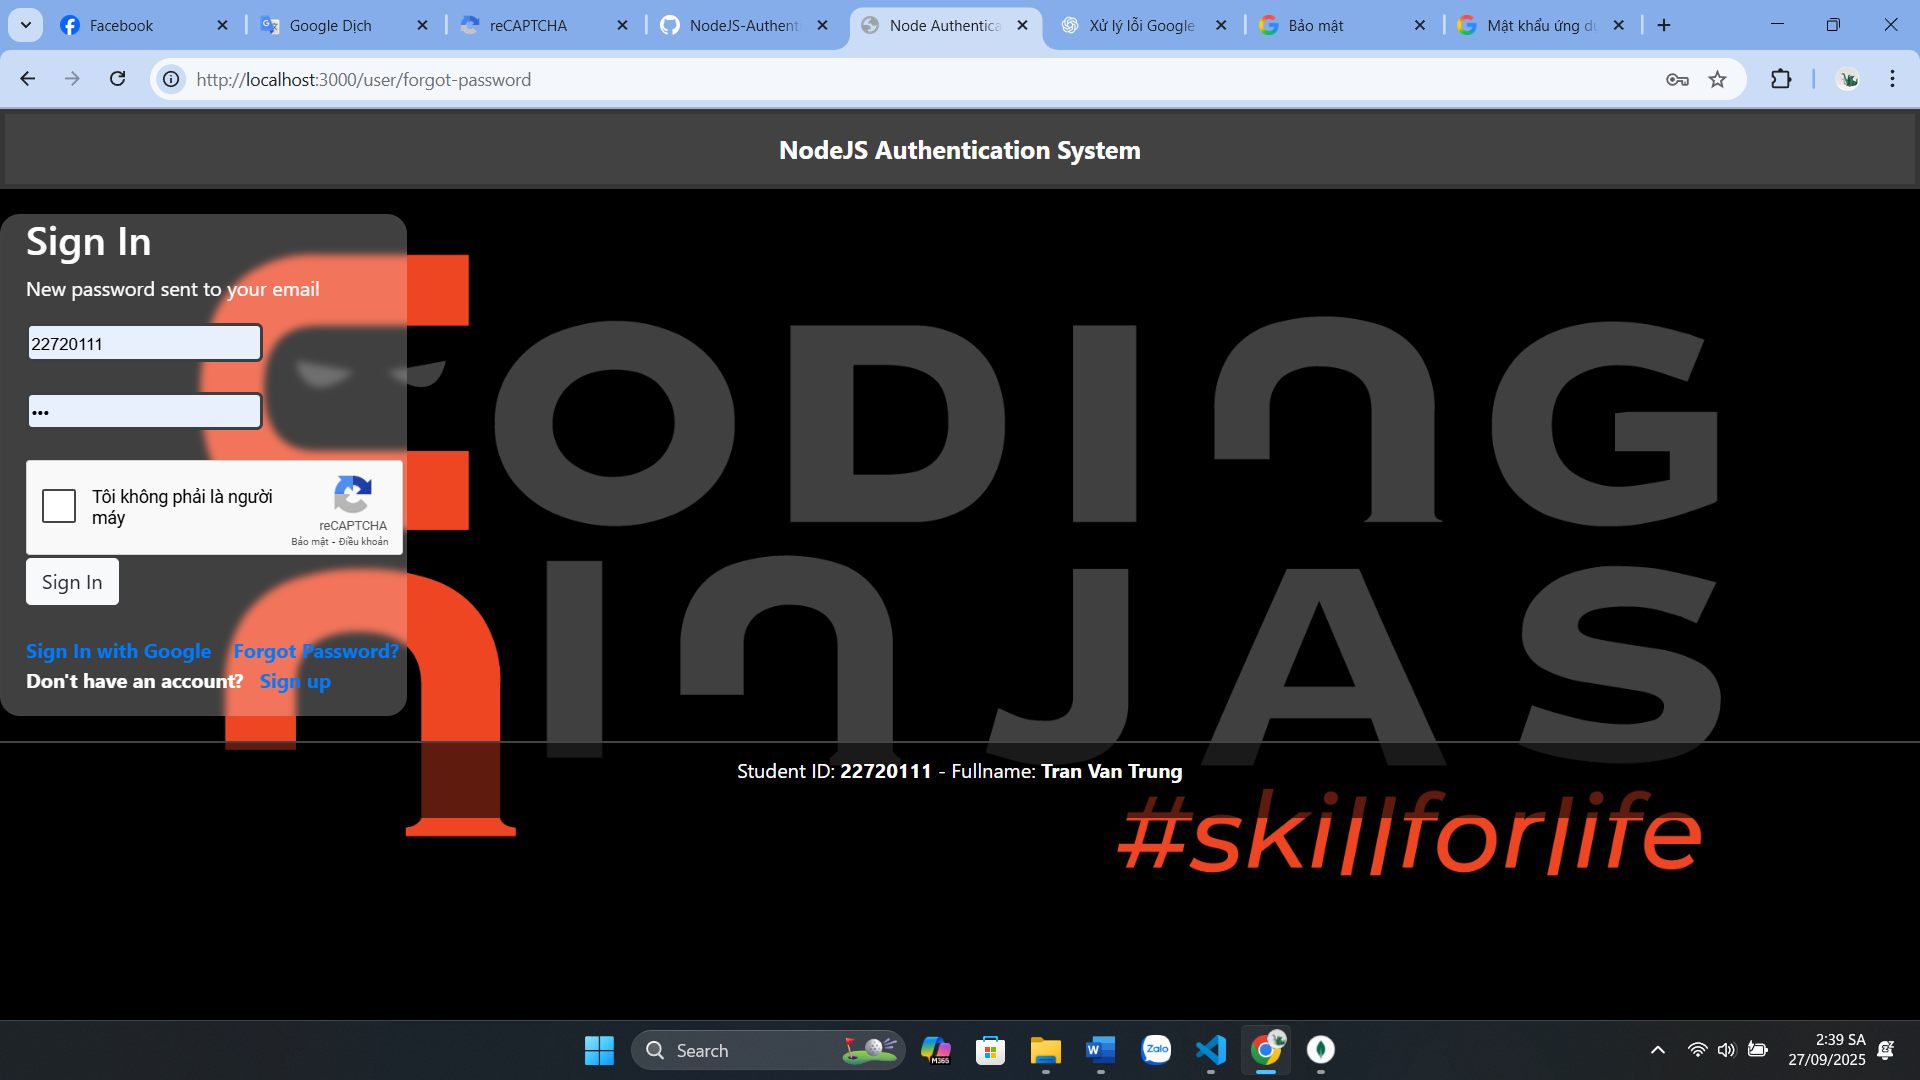 Facebook
Google Dịch
reCAPTCHA
NodeJS-Authent
Node Authentica
Xử lý lỗi Google
Bảo mật
Mật khẩu ứng dụ
http://localhost:3000/user/forgot-password
NodeJS Authentication System
Sign In
New password sent to your email
22720111
•••
Tôi không phải là người
máy
reCAPTCHA
Bảo mật - Điều khoản
Sign In
Sign In with Google Forgot Password?
Don't have an account? Sign up
CODING
NINJAS
Student ID: 22720111 - Fullname: Tran Van Trung
#skillforlife
Search
M365
Zalo
2:39 SA
27/09/2025